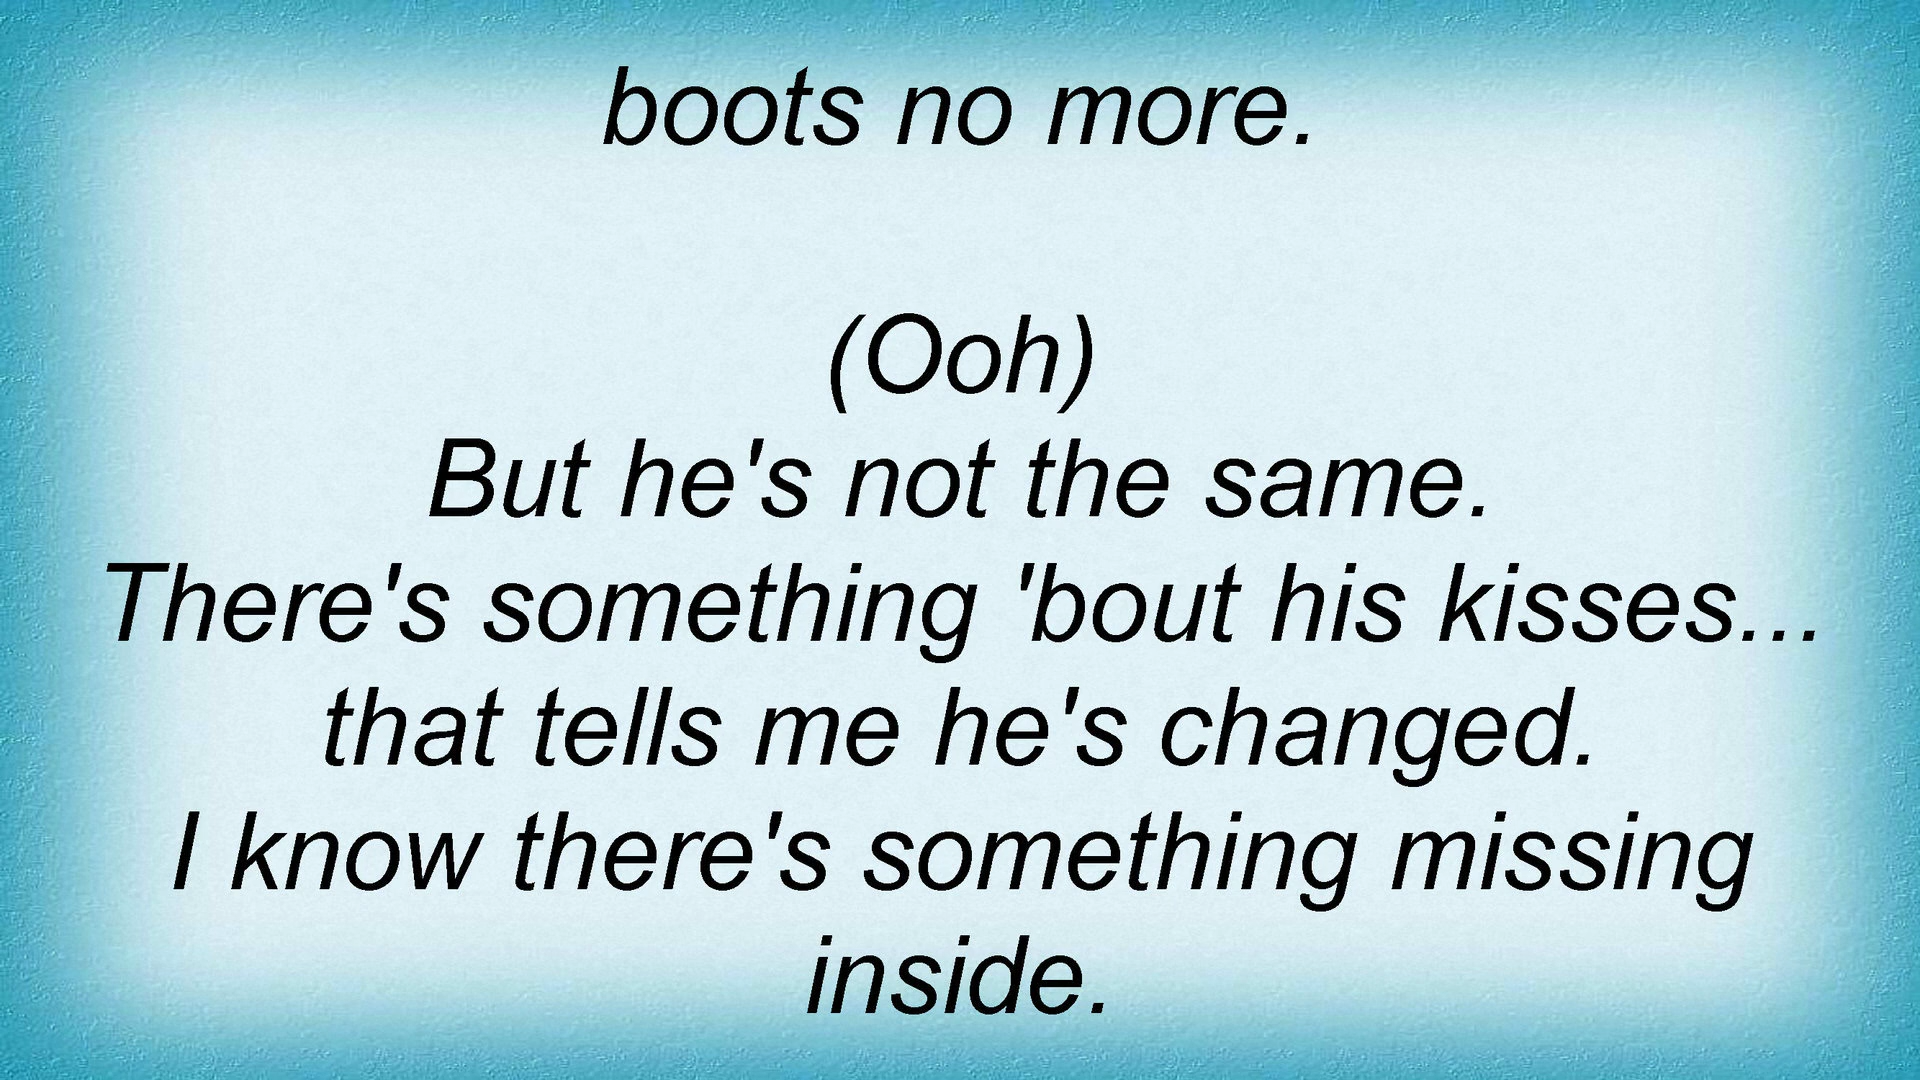 boots no more.
(Ooh)
But he's not the same.
There's something 'bout his kisses...
that tells me he's changed.
I know there's something missing
inside.